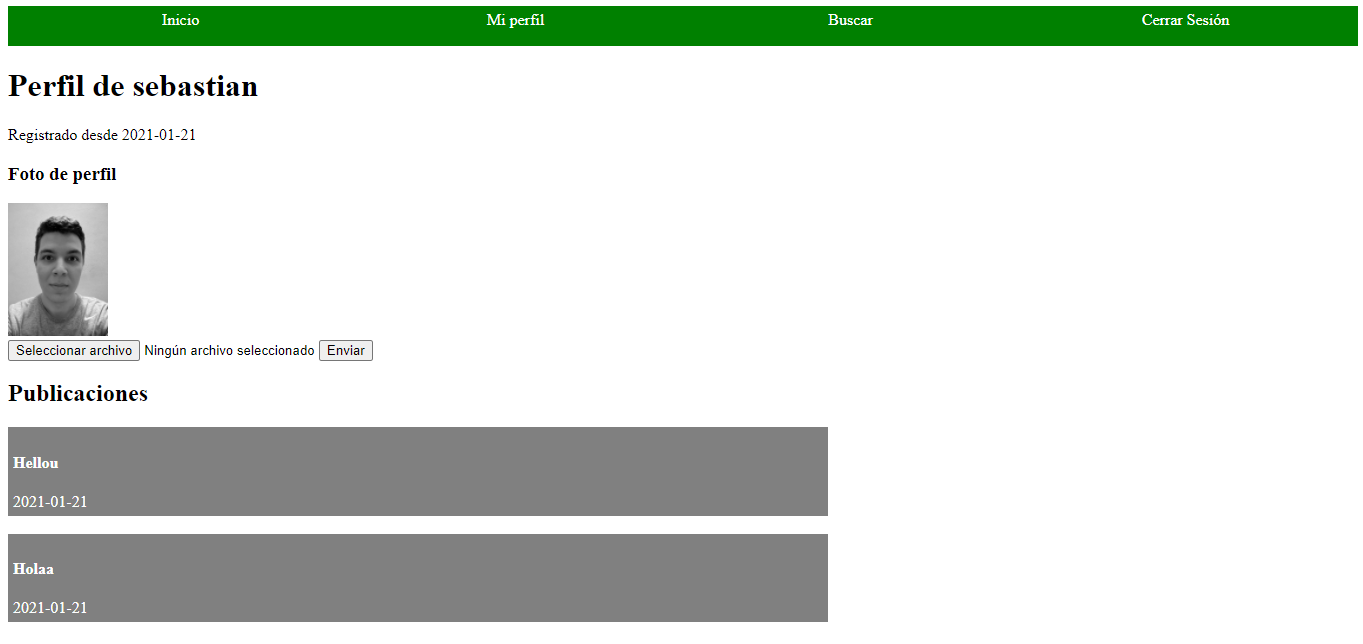 Inicio Mi perfil Buscar Cerrar Sesión
Perfil de sebastian
Registrado desde 2021-01-21
Foto de perfil
Seleccionar archivo Ningún archivo seleccionado Enviar
Publicaciones
Hellou
2021-01-21
Holaa
2021-01-21